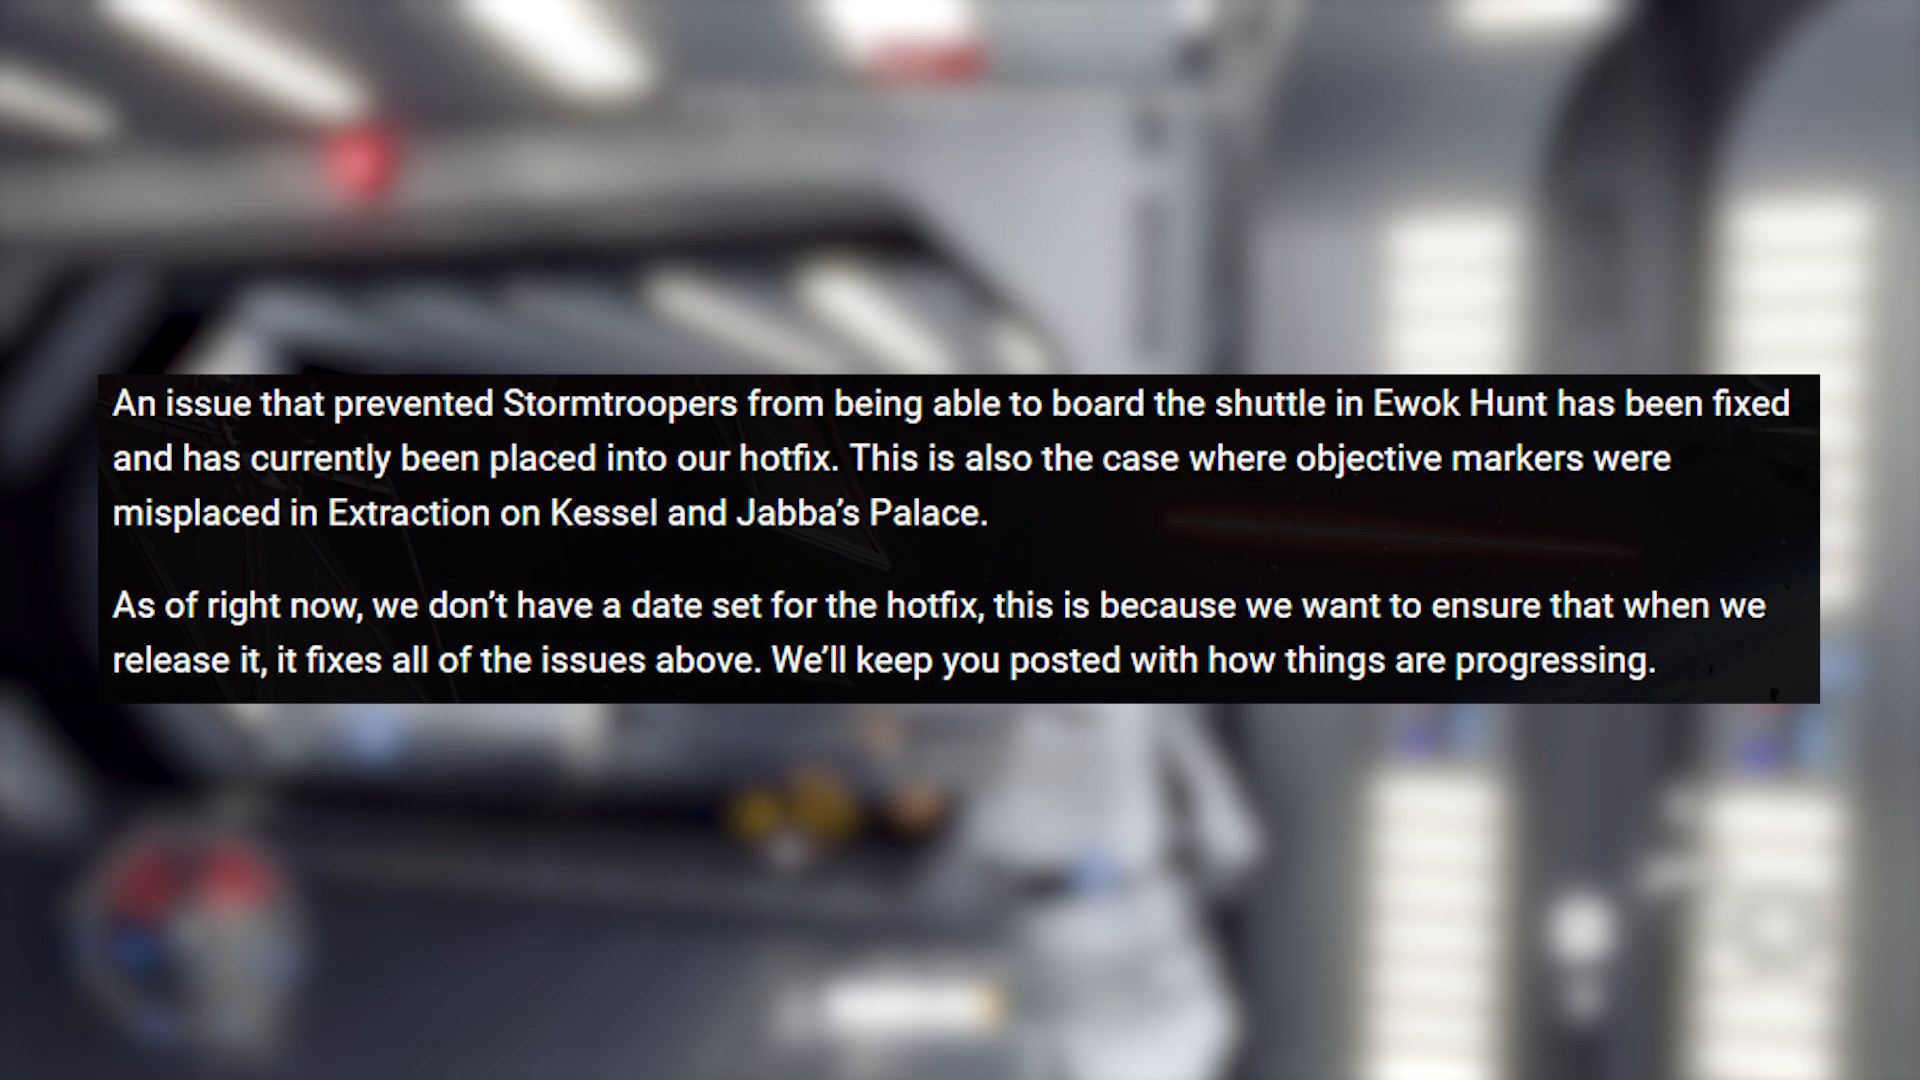 An issue that prevented Stormtroopers from being able to board the shuttle in Ewok Hunt has been fixed
and has currently been placed into our hotfix. This is also the case where objective markers were
misplaced in Extraction on Kessel and Jabba’s Palace.
As of right now, we don’t have a date set for the hotfix, this is because we want to ensure that when we
release it, it fixes all of the issues above. We’ll keep you posted with how things are progressing.